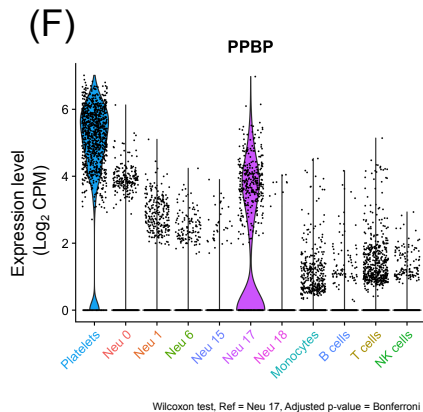 (F)
PPBP
Expression level
(Log₂ CPM)
6
4
2
0
Platelets
Neu 0
Neu 1
Neu 6
Neu 15
Neu 17
Neu 18
Monocytes
B cells
T cells
NK cells
Wilcoxon test, Ref = Neu 17, Adjusted p-value = Bonferroni